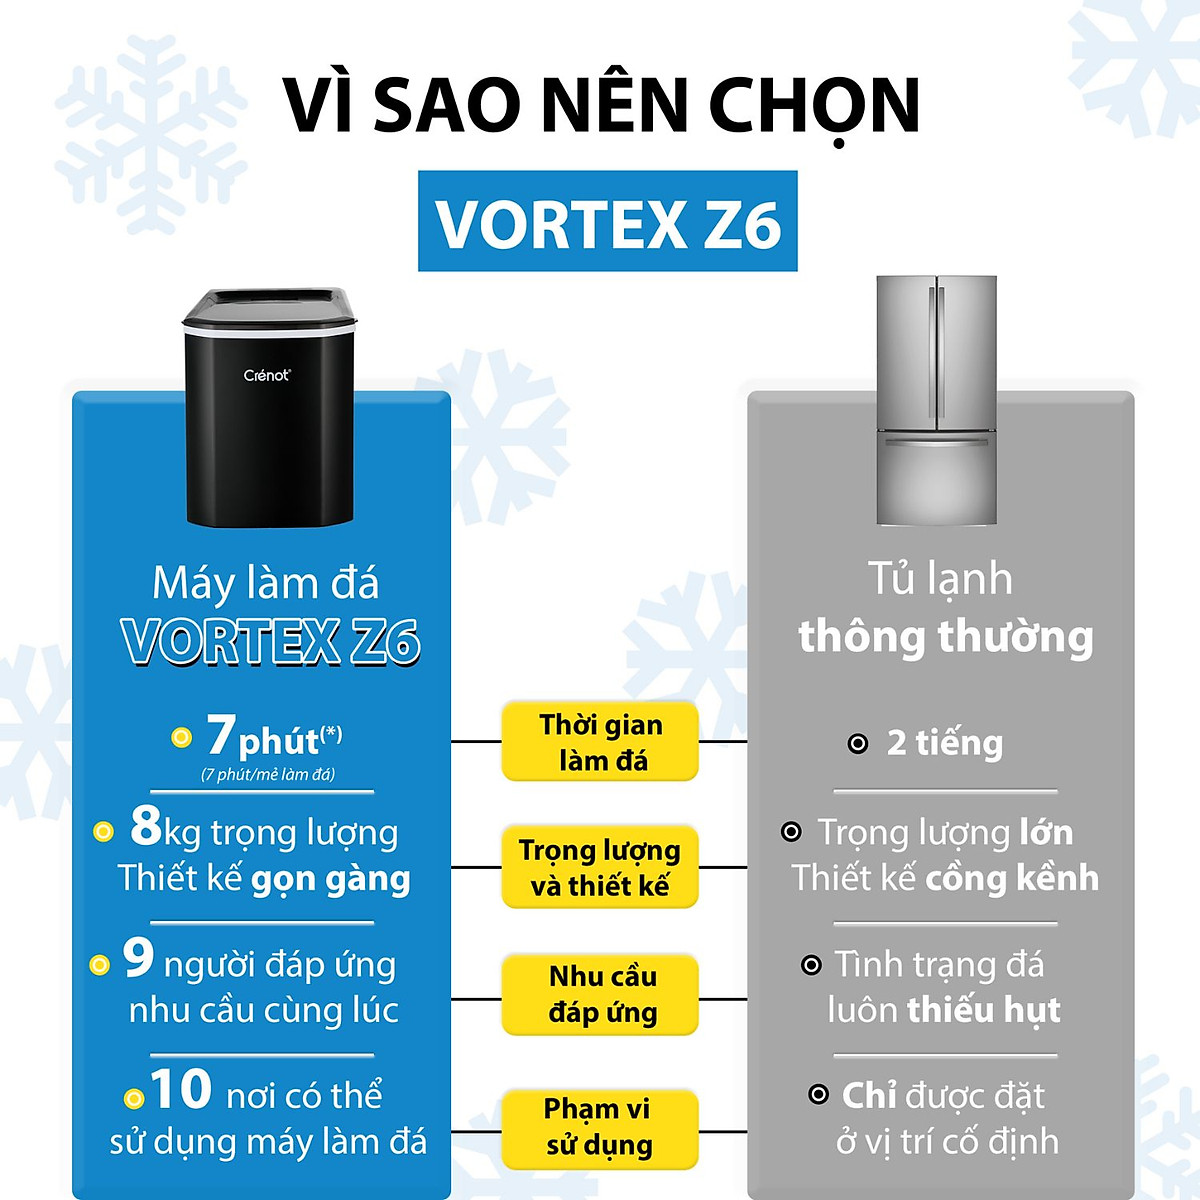 VÌ SAO NÊN CHỌN
VORTEX Z6
Crénot
Máy làm đá
VORTEX Z6
Tủ lạnh
thông thường
7phút(*)
(7 phút/mẻ làm đá)
Thời gian
làm đá
2 tiếng
8kg trọng lượng
Thiết kế gọn gàng
Trọng lượng
và thiết kế
Trọng lượng lớn
Thiết kế cồng kềnh
9 người đáp ứng
nhu cầu cùng lúc
Nhu cầu
đáp ứng
Tình trạng đá
luôn thiếu hụt
10 nơi có thể
sử dụng máy làm đá
Phạm vi
sử dụng
Chỉ được đặt
ở vị trí cố định